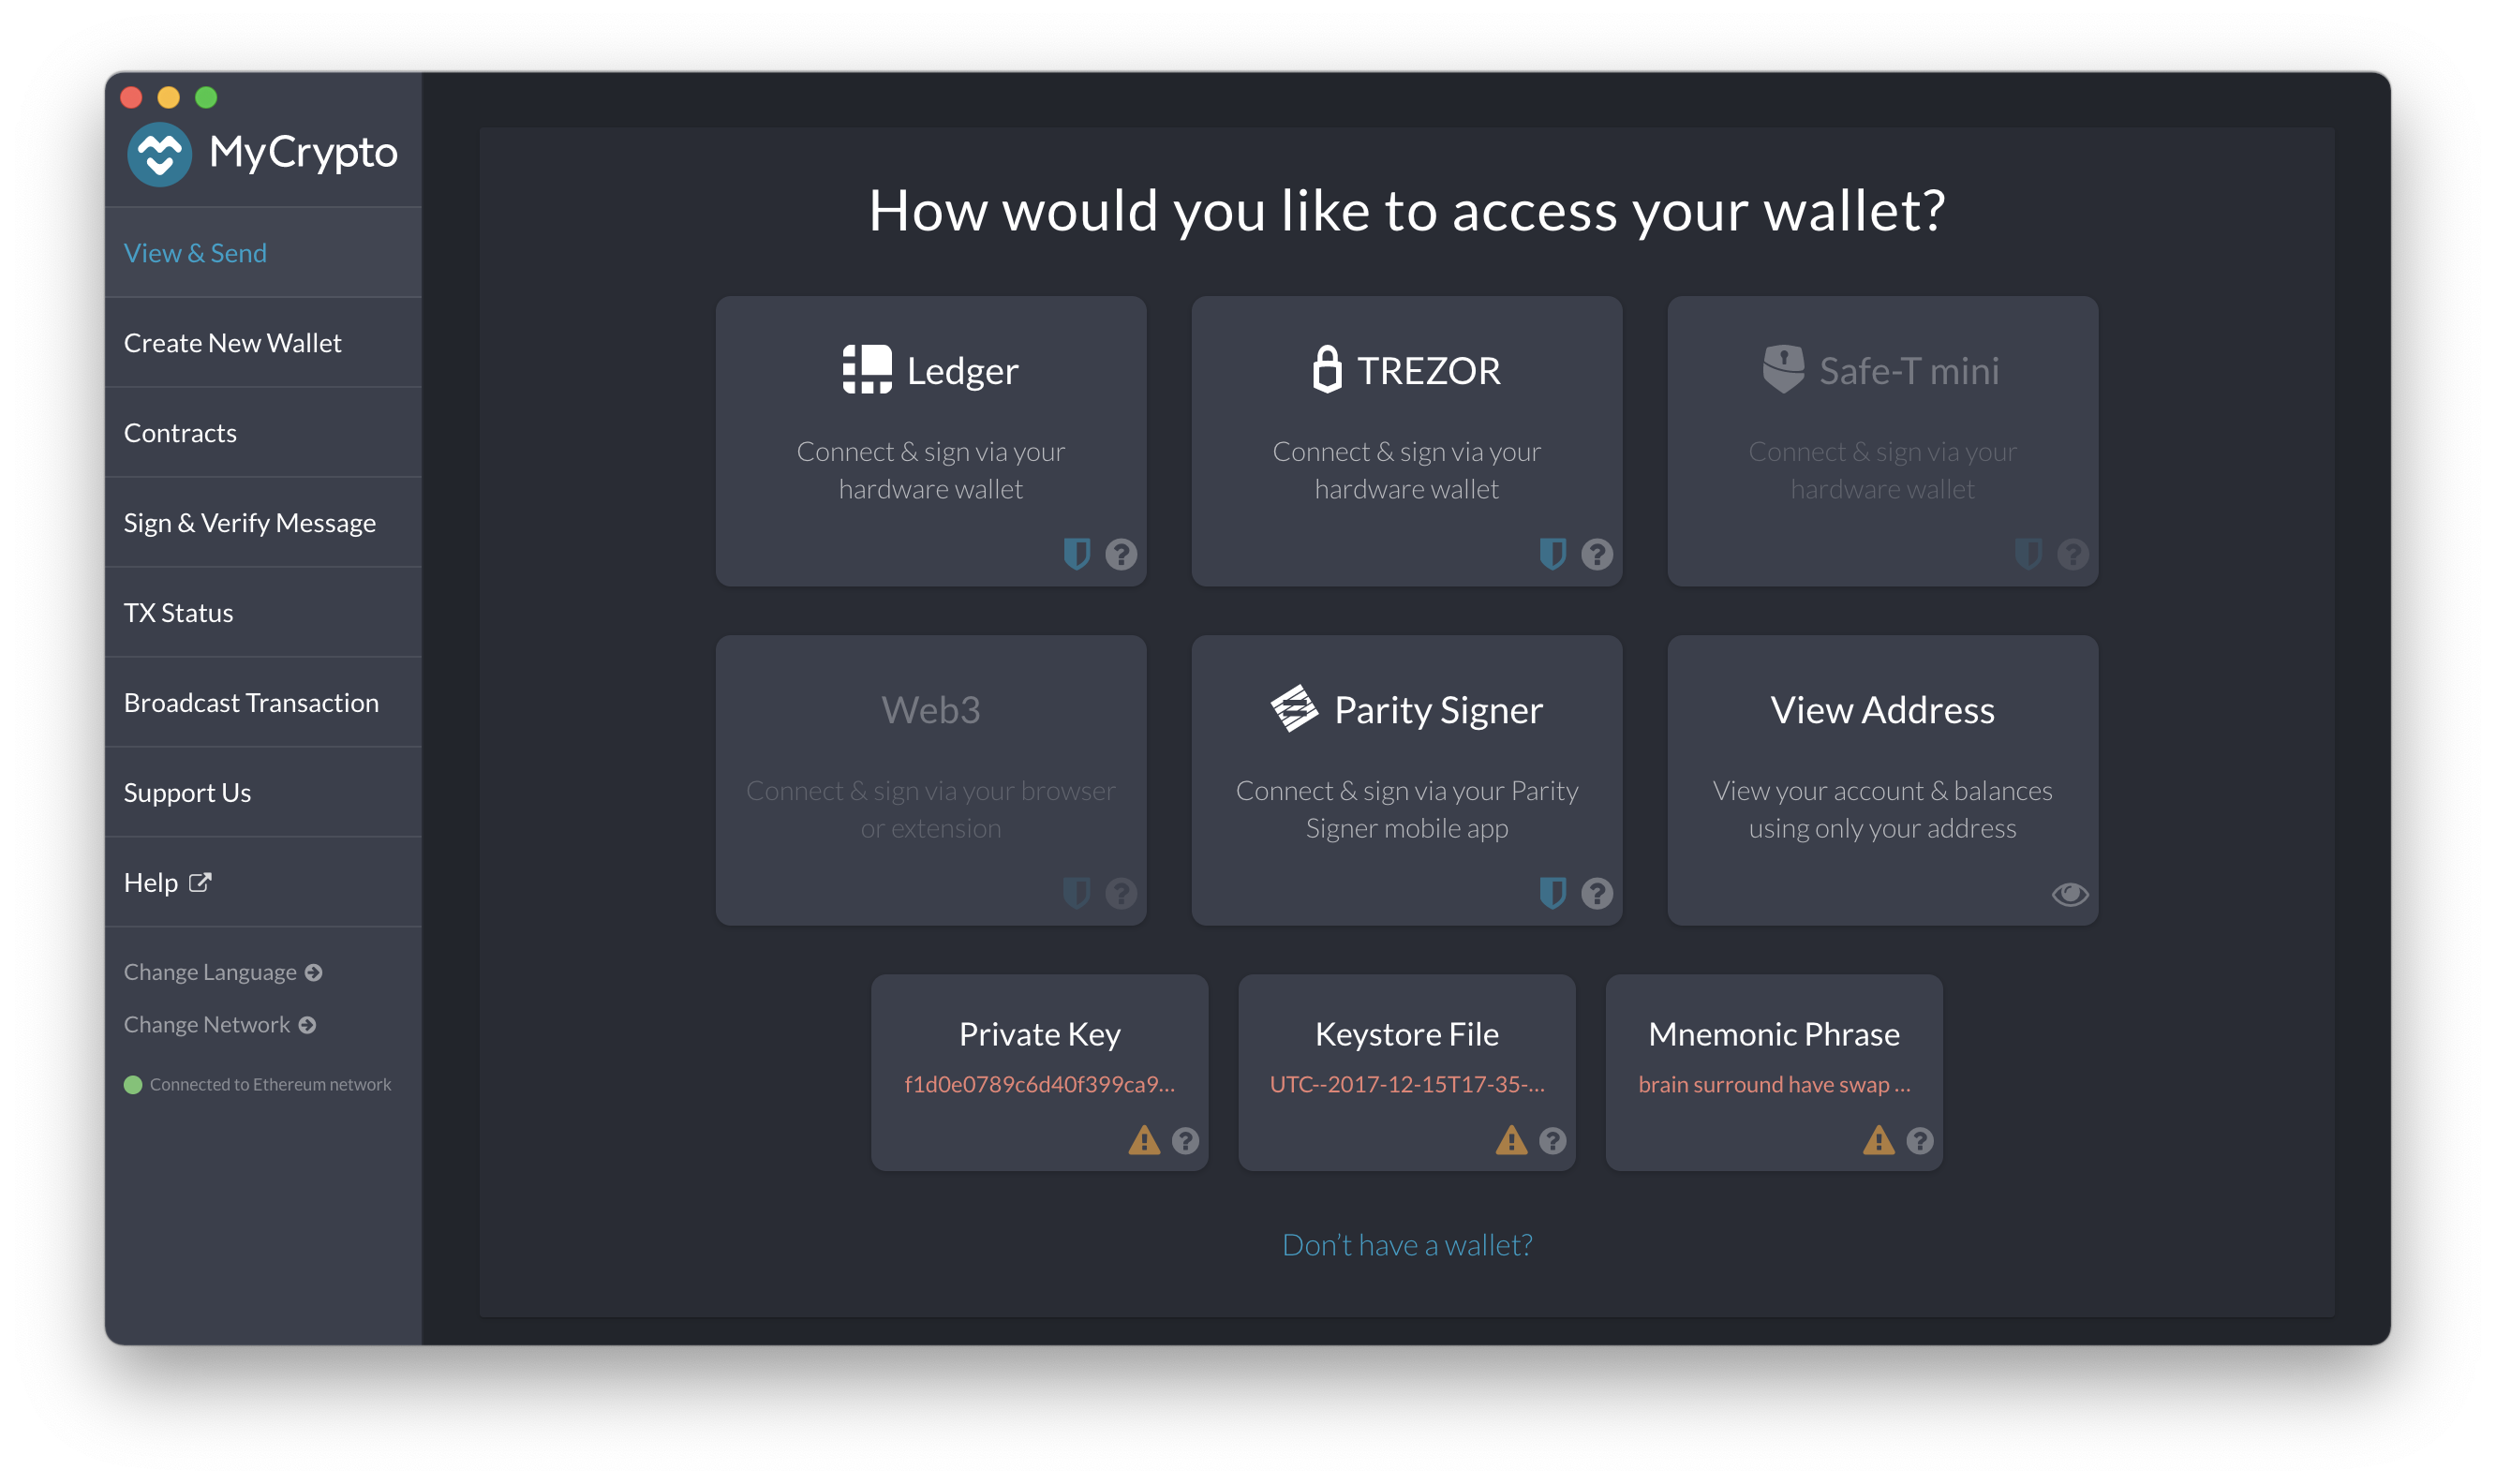 MyCrypto
View & Send
Create New Wallet
Contracts
Sign & Verify Message
TX Status
Broadcast Transaction
Support Us
Help
Change Language
Change Network
Connected to Ethereum network
How would you like to access your wallet?
Ledger
Connect & sign via your
hardware wallet
TREZOR
Connect & sign via your
hardware wallet
Safe-T mini
Connect & sign via your
hardware wallet
Web3
Connect & sign via your browser
or extension
Parity Signer
Connect & sign via your Parity
Signer mobile app
View Address
View your account & balances
using only your address
Private Key
f1d0e0789c6d40f399ca9...
Keystore File
UTC--2017-12-15T17-35-...
Mnemonic Phrase
brain surround have swap ...
Don't have a wallet?